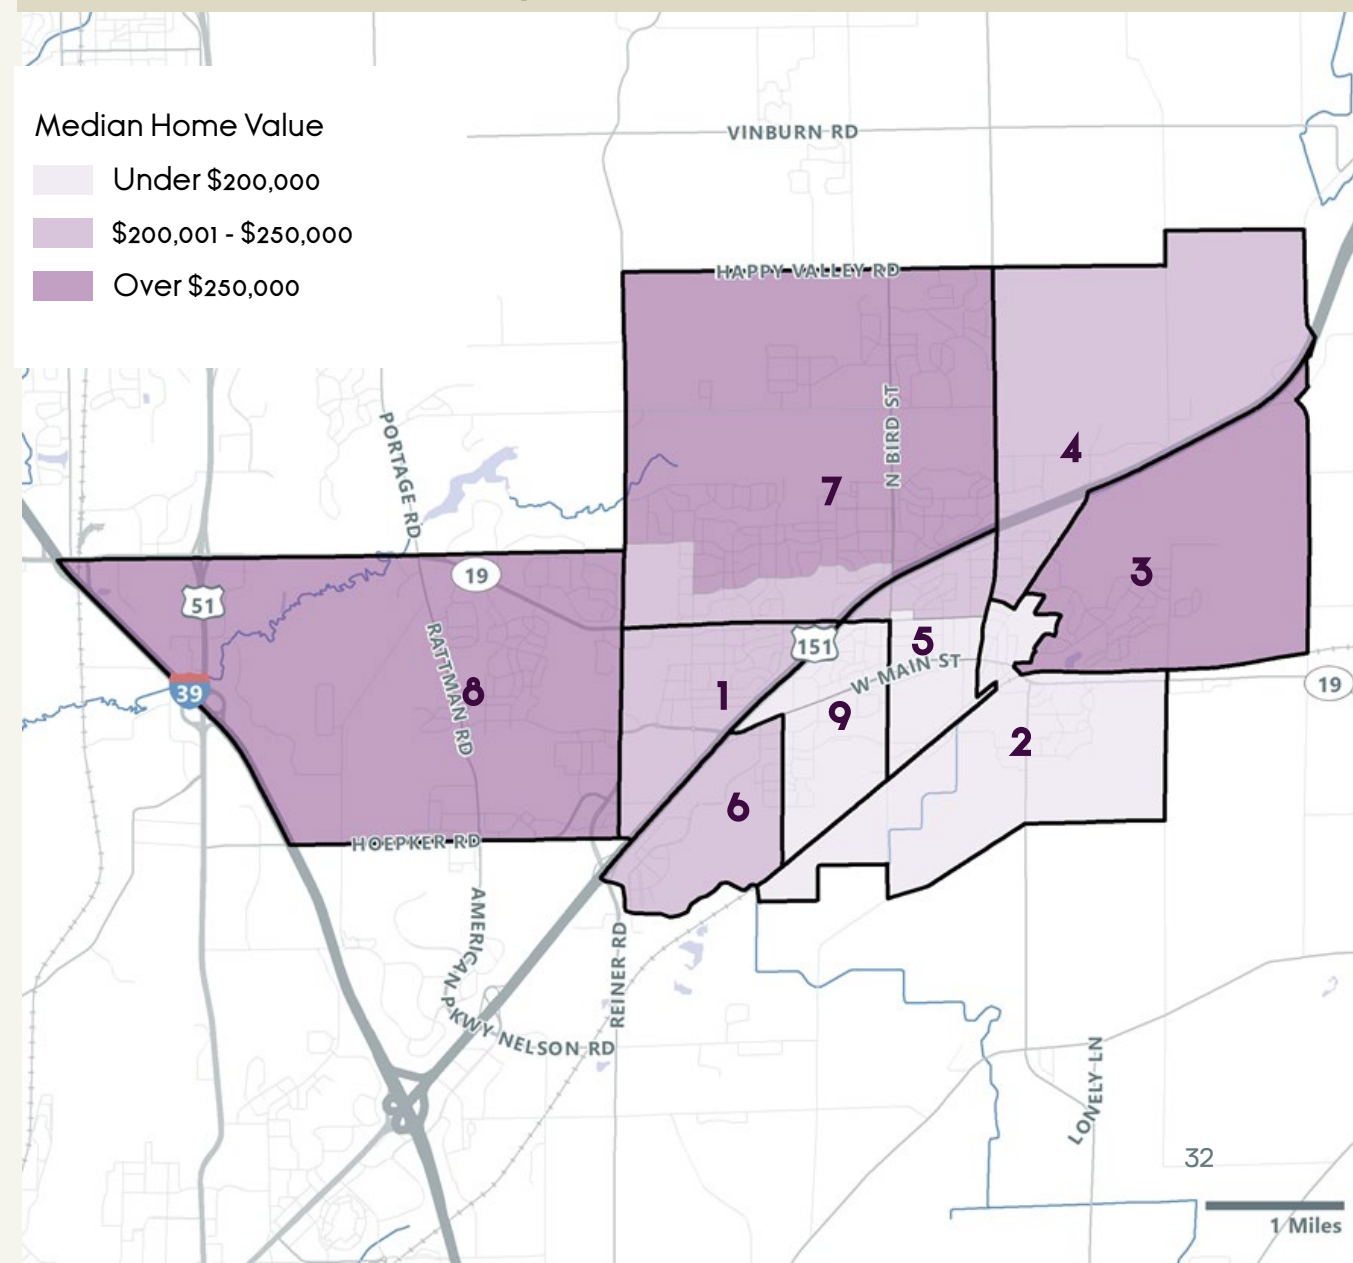 Median Home Value
Under $200,000
$200,001 - $250,000
Over $250,000
VINBURN RD
HAPPY VALLEY RD
N BIRD ST
PORTAGE RD
4
7
3
19
51
RATTMAN RD
151
5
W MAIN ST
39
8
1
19
9
2
6
HOEPKER RD
AMERICAN PKWY
REINER RD
NELSON RD
LONELY LN
32
1 Miles